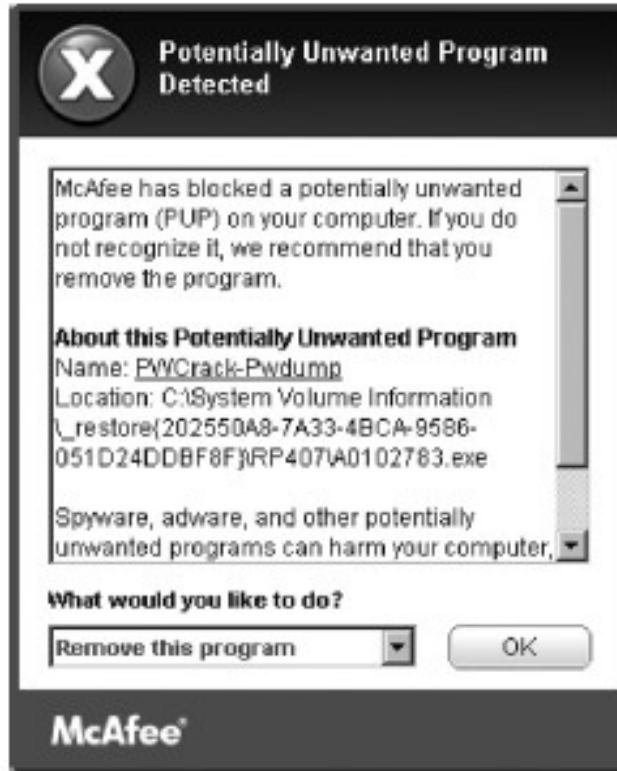 X
Potentially Unwanted Program
Detected
McAfee has blocked a potentially unwanted
program (PUP) on your computer. If you do
not recognize it, we recommend that you
remove the program.
About this Potentially Unwanted Program
Name: PWCrack-Pwdump
Location: C:\System Volume Information
\_restore{202550A8-7A33-4BCA-9586-
051D24DDBF8F}\RP407\A0102783.exe
Spyware, adware, and other potentially
unwanted programs can harm your computer,
What would you like to do?
Remove this program
OK
McAfee®